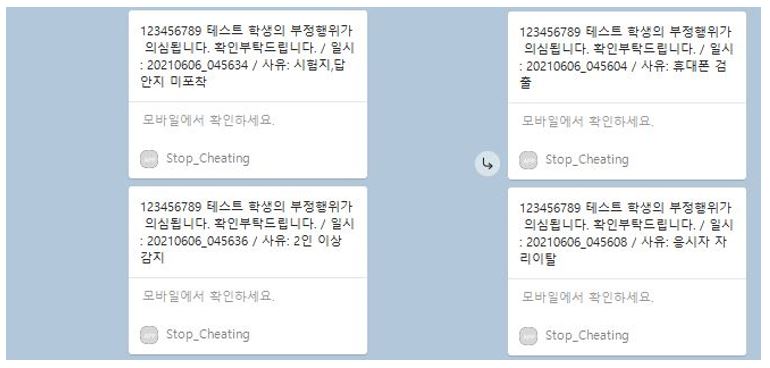 123456789 테스트 학생의 부정행위가
의심됩니다. 확인부탁드립니다. / 일시
: 20210606_045634 / 사유: 시험지,답
안지 미포착
모바일에서 확인하세요.
Stop_Cheating
123456789 테스트 학생의 부정행위가
의심됩니다. 확인부탁드립니다. / 일시
: 20210606_045636 / 사유: 2인 이상
감지
모바일에서 확인하세요.
Stop_Cheating
123456789 테스트 학생의 부정행위가
의심됩니다. 확인부탁드립니다. / 일시
: 20210606_045604 / 사유: 휴대폰 검
출
모바일에서 확인하세요.
Stop_Cheating
123456789 테스트 학생의 부정행위가
의심됩니다. 확인부탁드립니다. / 일시
: 20210606_045608 / 사유: 응시자 자
리이탈
모바일에서 확인하세요.
Stop_Cheating